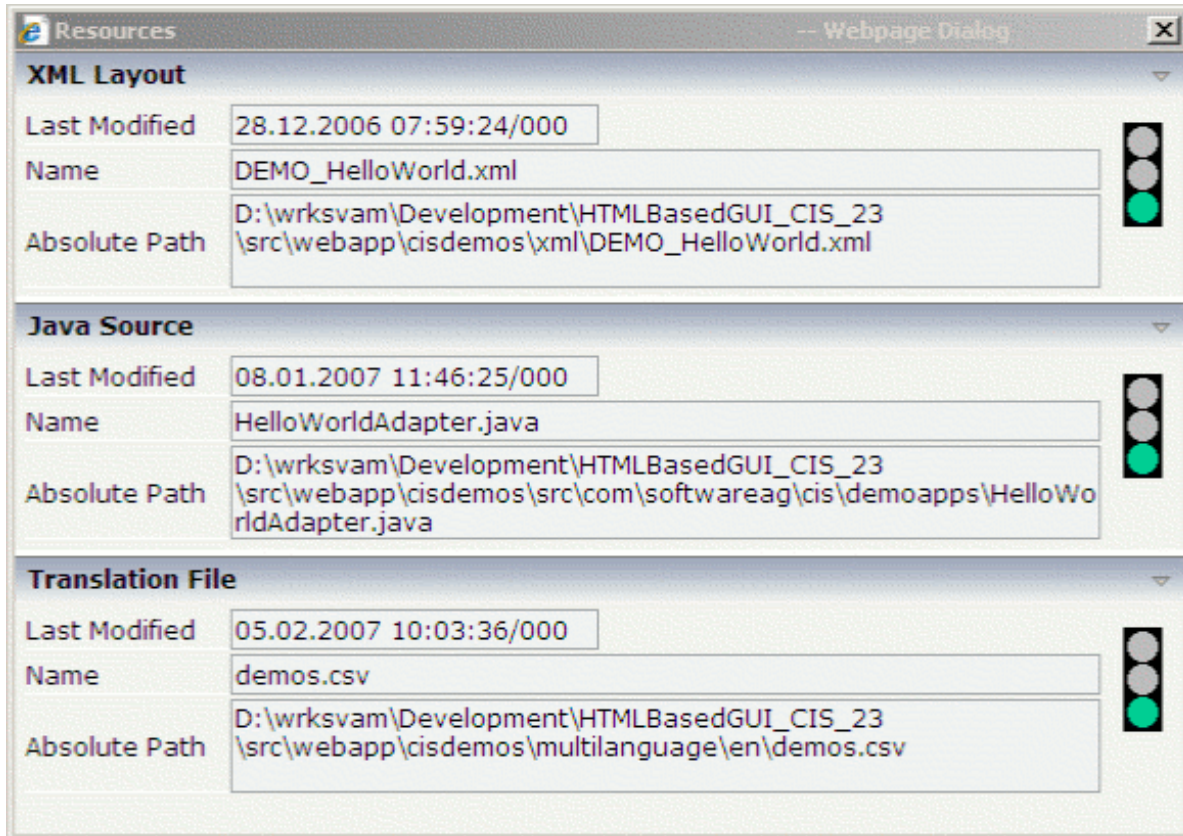 Resources -- Webpage Dialog
XML Layout
Last Modified 28.12.2006 07:59:24/000
Name DEMO_HelloWorld.xml
Absolute Path D:\wrksvam\Development\HTMLBasedGUI_CIS_23
\src\webapp\cisdemos\xml\DEMO_HelloWorld.xml
Java Source
Last Modified 08.01.2007 11:46:25/000
Name HelloWorldAdapter.java
Absolute Path D:\wrksvam\Development\HTMLBasedGUI_CIS_23
\src\webapp\cisdemos\src\com\softwareag\cis\demoapps\HelloWo
rldAdapter.java
Translation File
Last Modified 05.02.2007 10:03:36/000
Name demos.csv
Absolute Path D:\wrksvam\Development\HTMLBasedGUI_CIS_23
\src\webapp\cisdemos\multilanguage\en\demos.csv